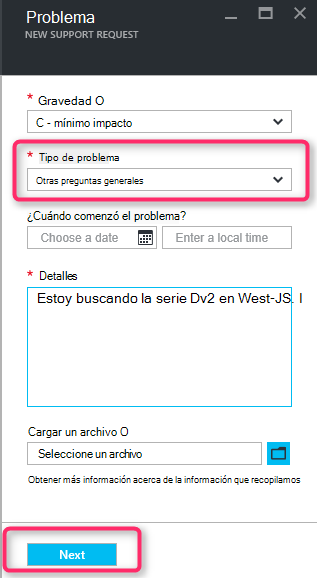 Problema
NEW SUPPORT REQUEST
* Gravedad O
C - mínimo impacto
* Tipo de problema
Otras preguntas generales
¿Cuándo comenzó el problema?
Choose a date
Enter a local time
* Detalles
Estoy buscando la serie Dv2 en West-JS. I
Cargar un archivo O
Seleccione un archivo
Obtener más información acerca de la información que recopilamos
Next